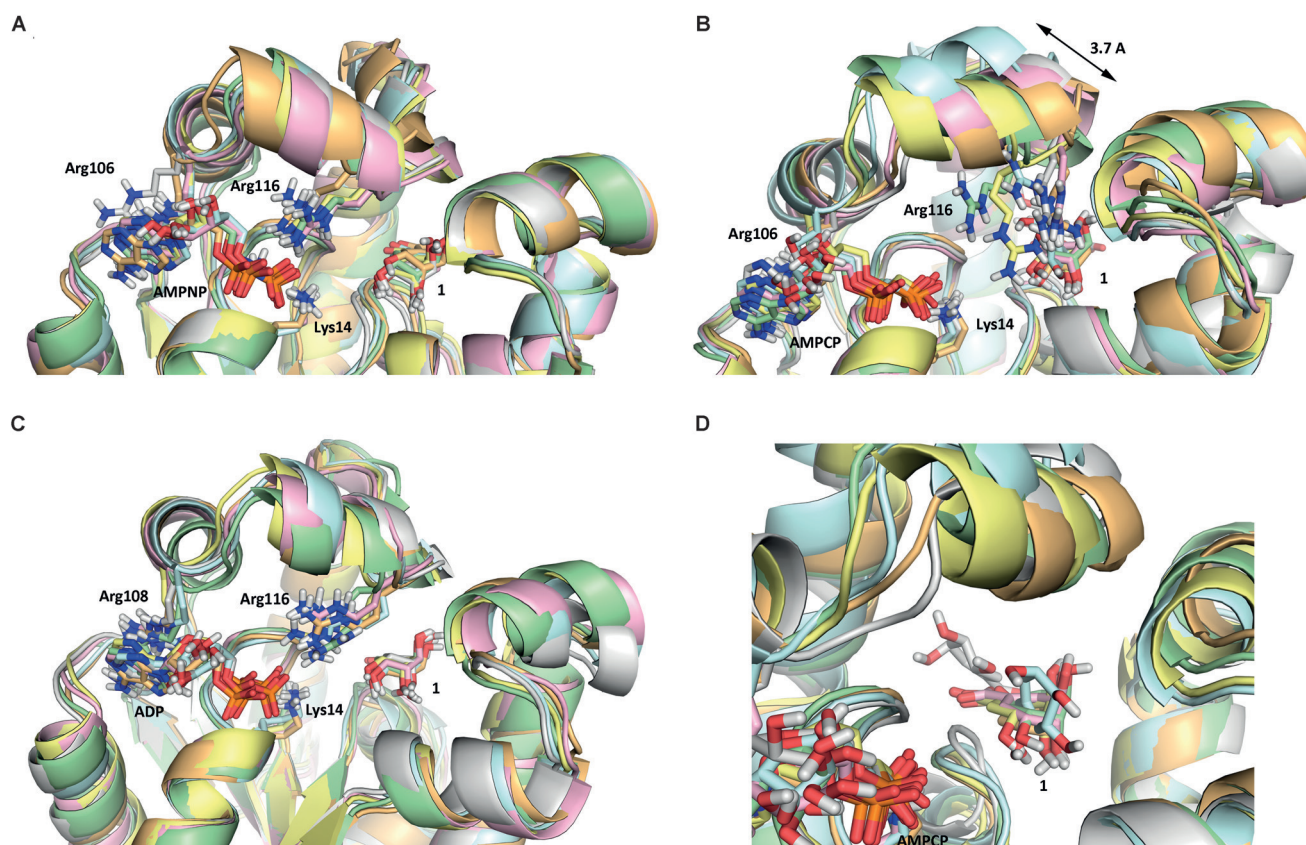 A
Arg106
Arg116
AMPNP
Lys14
1
B
3.7 A
Arg116
Arg106
1
Lys14
AMPCP
C
Arg108
Arg116
1
Lys14
ADP
D
1
AMPCP